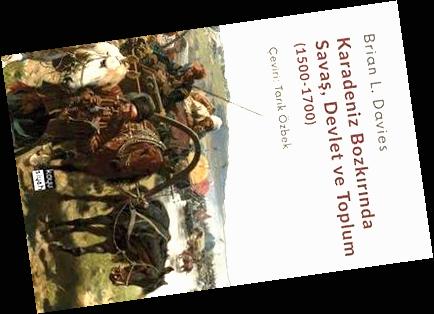 Brian L. Davies
Karadeniz Bozkırında
Savaş, Devlet ve Toplum
(1500-1700)
Çeviri: Tarık Özbek